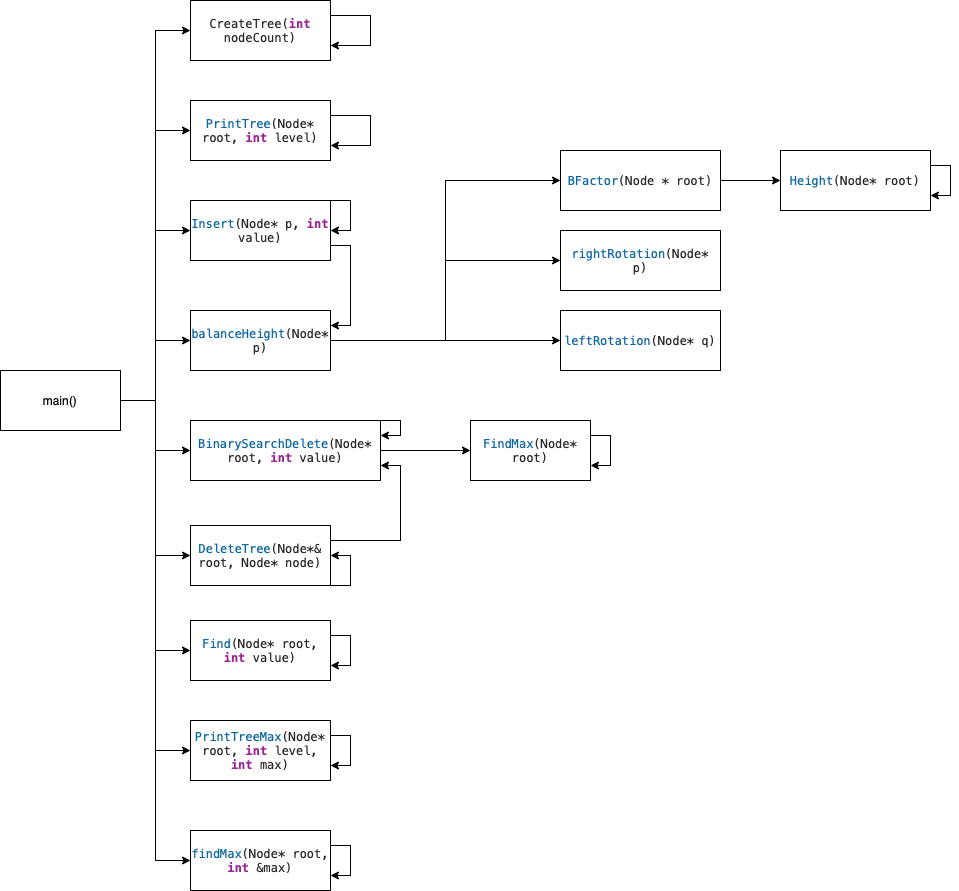 CreateTree(int
nodeCount)
PrintTree(Node*
root, int level)
BFactor(Node * root)
Height(Node* root)
Insert(Node* p, int
value)
rightRotation(Node*
p)
balanceHeight(Node*
p)
leftRotation(Node* q)
main()
BinarySearchDelete(Node*
root, int value)
FindMax(Node*
root)
DeleteTree(Node*&
root, Node* node)
Find(Node* root,
int value)
PrintTreeMax(Node*
root, int level,
int max)
findMax(Node* root,
int &max)